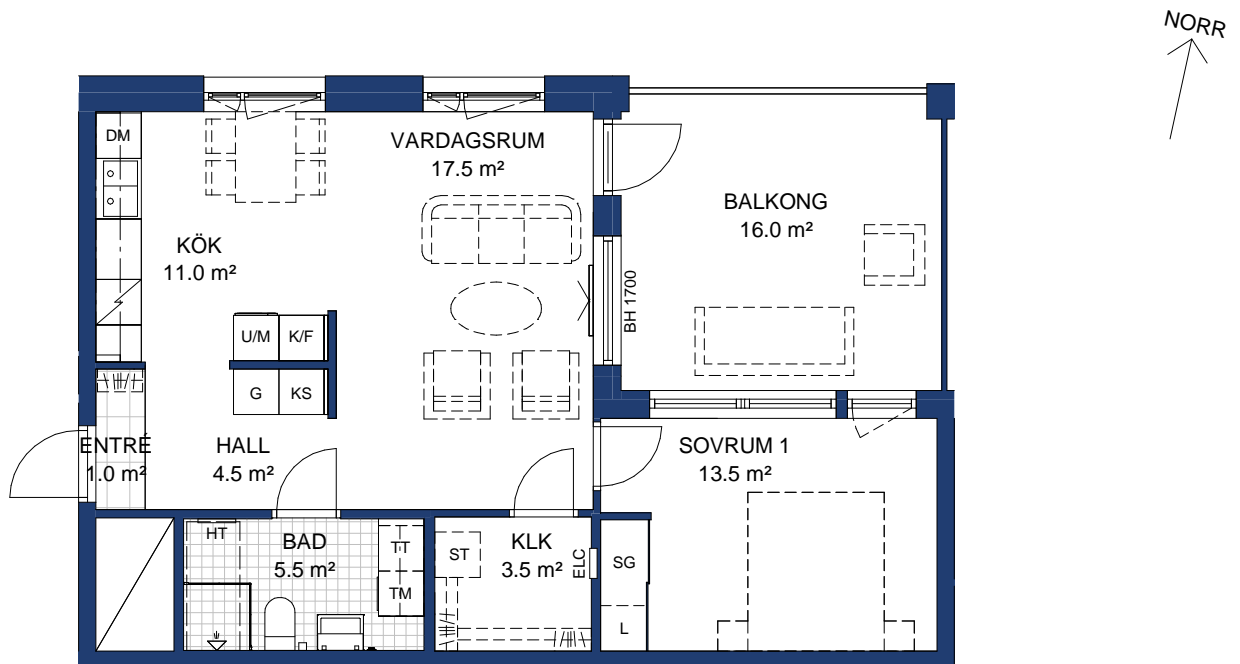 NORR
DM
VARDAGSRUM
17.5 m²
BALKONG
16.0 m²
KÖK
11.0 m²
BH 1700
U/M
K/F
G
KS
ENTRÉ
1.0 m²
HALL
4.5 m²
SOVRUM 1
13.5 m²
HT
BAD
5.5 m²
TT
TM
ST
KLK
3.5 m²
ELC
SG
L